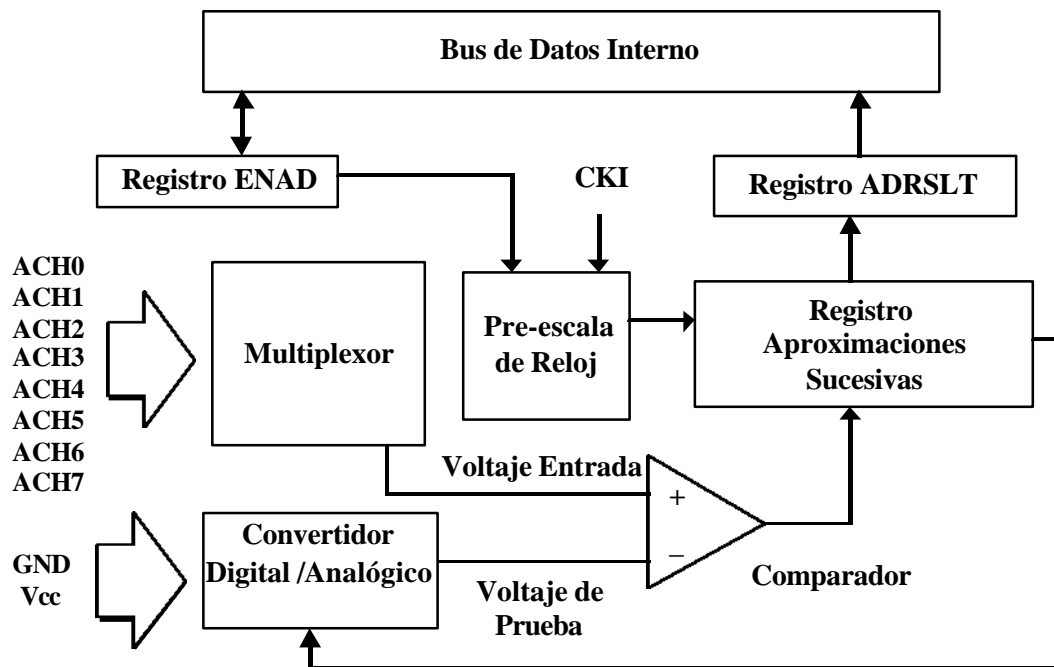 Bus de Datos Interno
Registro ENAD
CKI
Registro ADRSLT
ACH0
ACH1
ACH2
ACH3
ACH4
ACH5
ACH6
ACH7
Multiplexor
Pre-escala
de Reloj
Registro
Aproximaciones
Sucesivas
Voltaje Entrada
+
−
GND
Vcc
Convertidor
Digital /Analógico
Voltaje de
Prueba
Comparador